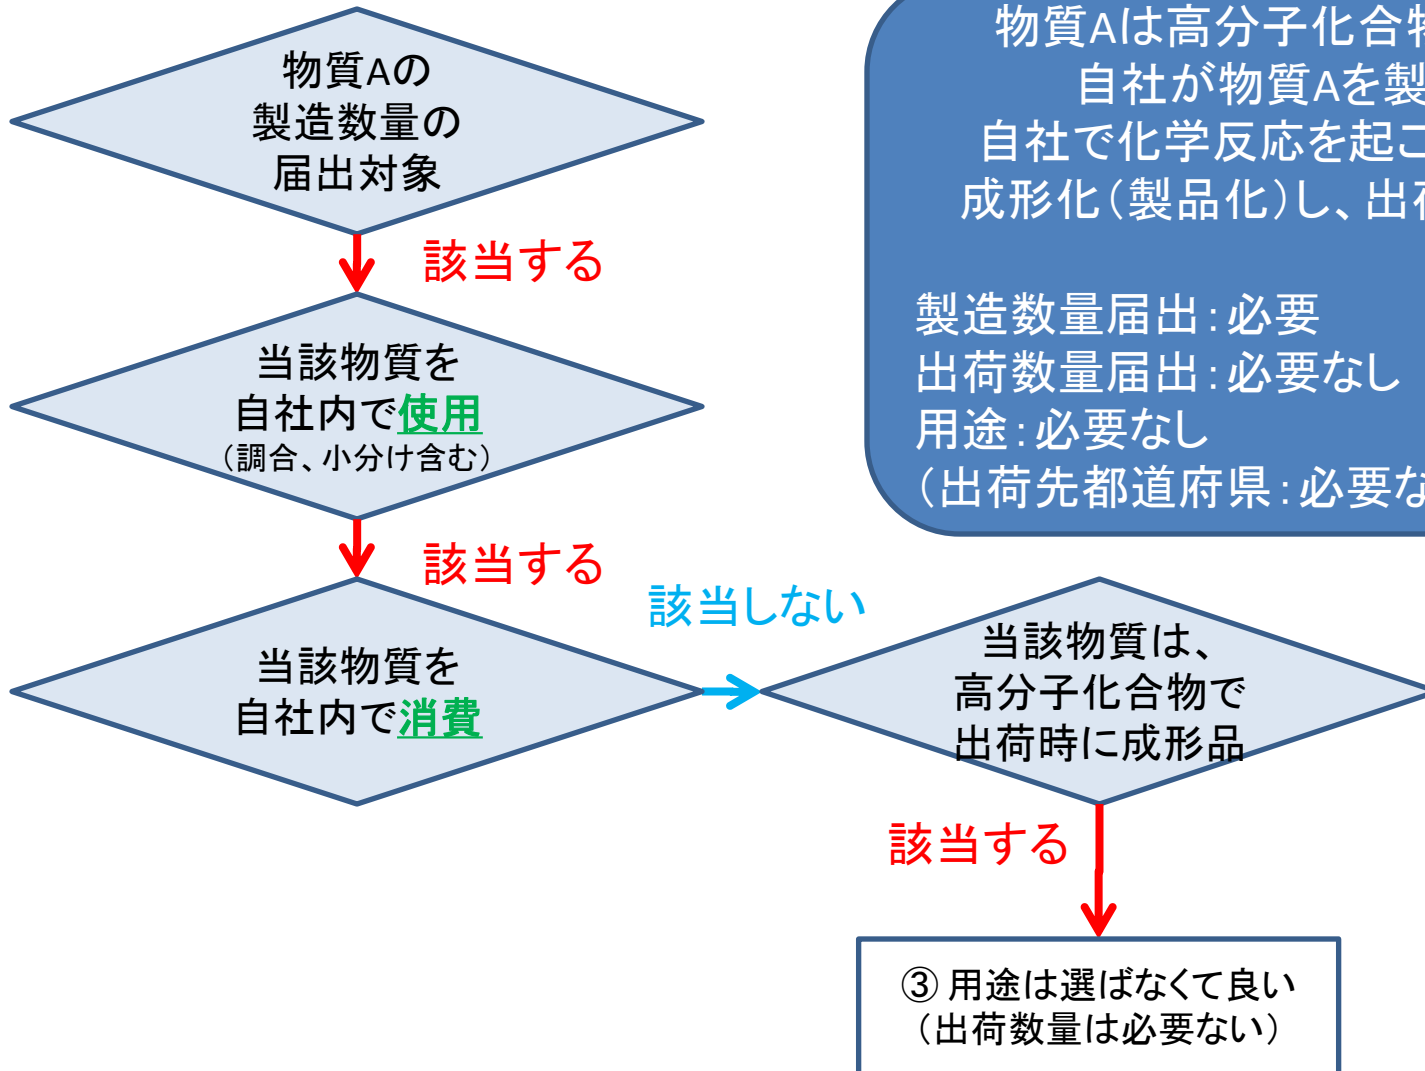 物質Aの
製造数量の
届出対象
該当する
当該物質を
自社内で使用
（調合、小分け含む）
該当する
当該物質を
自社内で消費
該当しない
当該物質は、
高分子化合物で
出荷時に成形品
該当する
③ 用途は選ばなくて良い
（出荷数量は必要ない）
物質Aは高分子化合物
自社が物質Aを製
自社で化学反応を起こ
成形化（製品化）し、出荷
製造数量届出：必要
出荷数量届出：必要なし
用途：必要なし
（出荷先都道府県：必要な